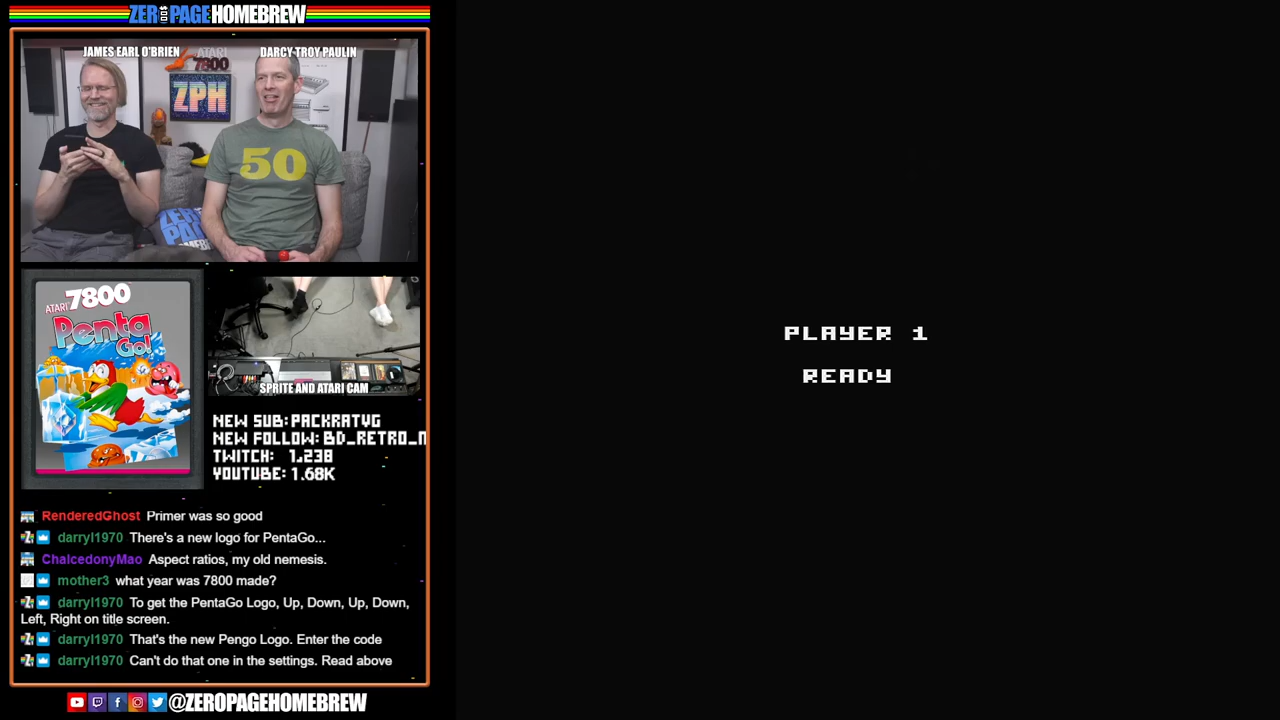 ZEROPAGE HOMEBREW
JAMES EARL O'BRIEN
DARCY TROY PAULIN
ATARI
7800
ZPH
50
ZERO
PAGE
ATARI 7800
Penta
Go!
SPRITE AND ATARI CAM
NEW SUB: PACKRATVG
NEW FOLLOW: BD_RETRO_
TWITCH: 1.238
YOUTUBE: 1.68K
RenderedGhost Primer was so good
darryl1970 There's a new logo for PentaGo...
ChalcedonyMao Aspect ratios, my old nemesis.
mother3 what year was 7800 made?
darryl1970 To get the PentaGo Logo, Up, Down, Up, Down,
Left, Right on title screen.
darryl1970 That's the new Pengo Logo. Enter the code
darryl1970 Can't do that one in the settings. Read above
@ZEROPAGEHOMEBREW
PLAYER 1
READY